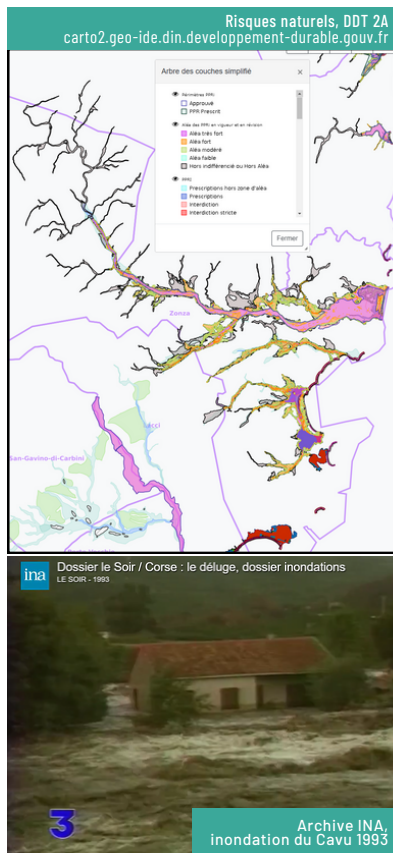 Risques naturels, DDT 2A
carto2.geo-ide.din.developpement-durable.gouv.fr
Arbre des couches simplifié
×
Périmètres PPRi
Approuvé
PPR Prescrit
Aléa des PPRi en vigueur et en révision
Aléa très fort
Aléa fort
Aléa modéré
Aléa faible
Hors indifférencié ou Hors Aléa
Prescriptions hors zone d'aléa
Prescriptions
Interdiction
Interdiction stricte
Fermer
Zonza
Lecci
San-Gavino-di-Carbini
ina
Dossier le Soir / Corse : le déluge, dossier inondations
LE SOIR - 1993
3
Archive INA,
inondation du Cavu 1993